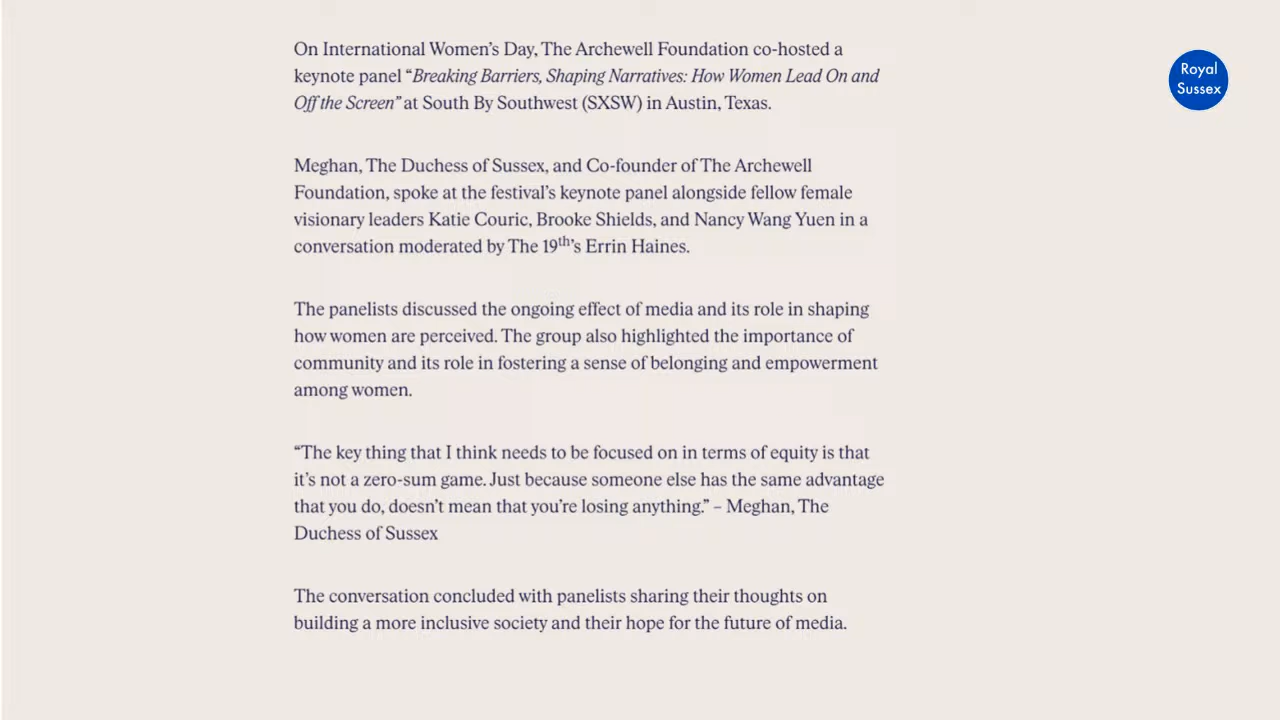 On International Women’s Day, The Archewell Foundation co-hosted a
keynote panel “Breaking Barriers, Shaping Narratives: How Women Lead On and
Off the Screen” at South By Southwest (SXSW) in Austin, Texas.
Royal
Sussex
Meghan, The Duchess of Sussex, and Co-founder of The Archewell
Foundation, spoke at the festival’s keynote panel alongside fellow female
visionary leaders Katie Couric, Brooke Shields, and Nancy Wang Yuen in a
conversation moderated by The 19th’s Errin Haines.
The panelists discussed the ongoing effect of media and its role in shaping
how women are perceived. The group also highlighted the importance of
community and its role in fostering a sense of belonging and empowerment
among women.
“The key thing that I think needs to be focused on in terms of equity is that
it’s not a zero-sum game. Just because someone else has the same advantage
that you do, doesn’t mean that you’re losing anything.” – Meghan, The
Duchess of Sussex
The conversation concluded with panelists sharing their thoughts on
building a more inclusive society and their hope for the future of media.